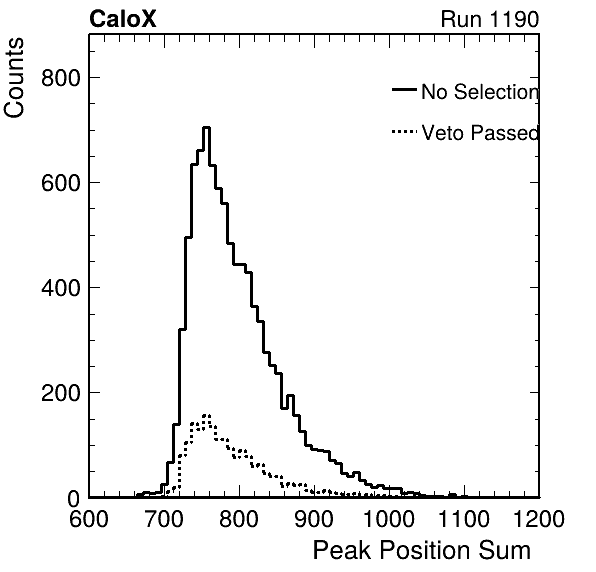 CaloX Run 1190
Counts
800
600
400
200
0
No Selection
Veto Passed
600 700 800 900 1000 1100 1200
Peak Position Sum